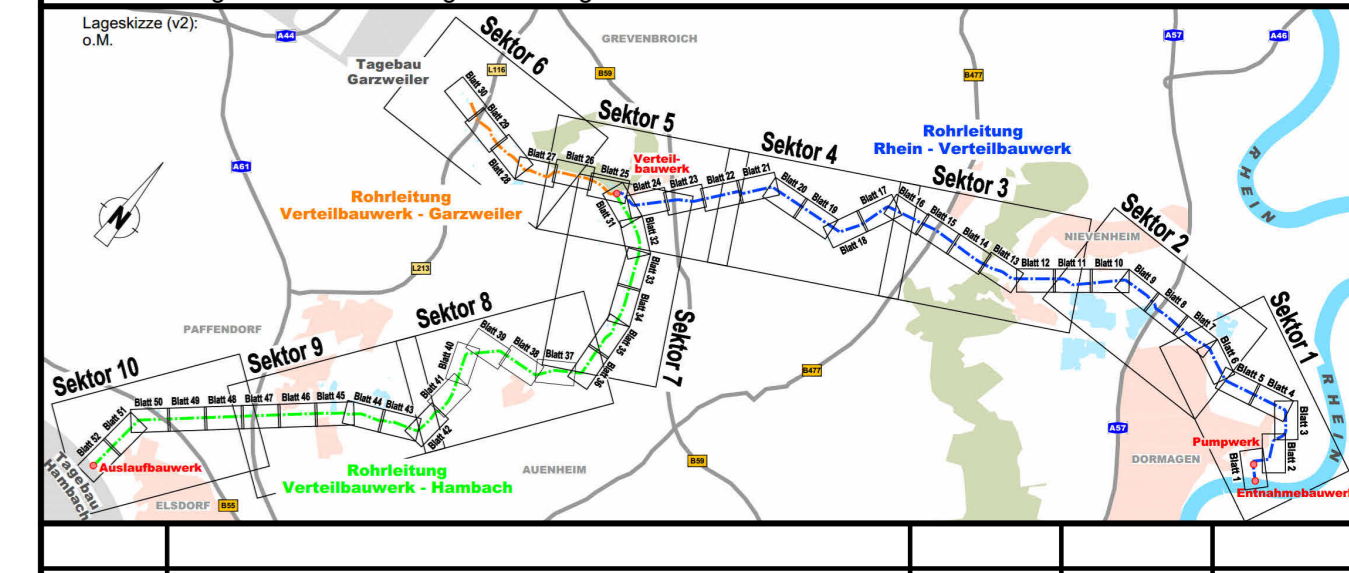 Lageskizze (v2):
o.M.
A44
Tagebau
Garzweiler
L116
Sektor 6
GREVENBROICH
B59
A57
A46
B477
RHEIN
Blatt 30
Blatt 29
Blatt 28
Blatt 27
Blatt 26
Blatt 25
Sektor 5
Verteil-
bauwerk
Sektor 4
Rohrleitung
Rhein - Verteilbauwerk
Sektor 3
A61
Rohrleitung
Verteilbauwerk - Garzweiler
N
Blatt 24
Blatt 23
Blatt 22
Blatt 21
Blatt 20
Blatt 19
Blatt 18
Blatt 17
Blatt 16
Blatt 15
Blatt 14
Blatt 13
Blatt 12
Blatt 11
Blatt 10
NIEVENHEIM
Sektor 2
Blatt 9
Blatt 8
Blatt 7
Blatt 6
Blatt 5
Blatt 4
Blatt 3
Blatt 2
Blatt 1
Sektor 1
RHEIN
L213
Blatt 31
Blatt 32
Blatt 33
Blatt 34
Blatt 35
Blatt 36
Sektor 7
Sektor 8
Blatt 37
Blatt 38
Blatt 39
Blatt 40
Blatt 41
Blatt 42
PAFFENDORF
Sektor 9
Blatt 43
Blatt 44
Blatt 45
Blatt 46
Blatt 47
Blatt 48
Blatt 49
Blatt 50
Sektor 10
Blatt 51
Blatt 52
Auslaufbauwerk
Tagebau
Hambach
ELSDORF
B55
Rohrleitung
Verteilbauwerk - Hambach
AUENHEIM
B59
B477
A57
DORMAGEN
Pumpwerk
Entnahmebauwerk